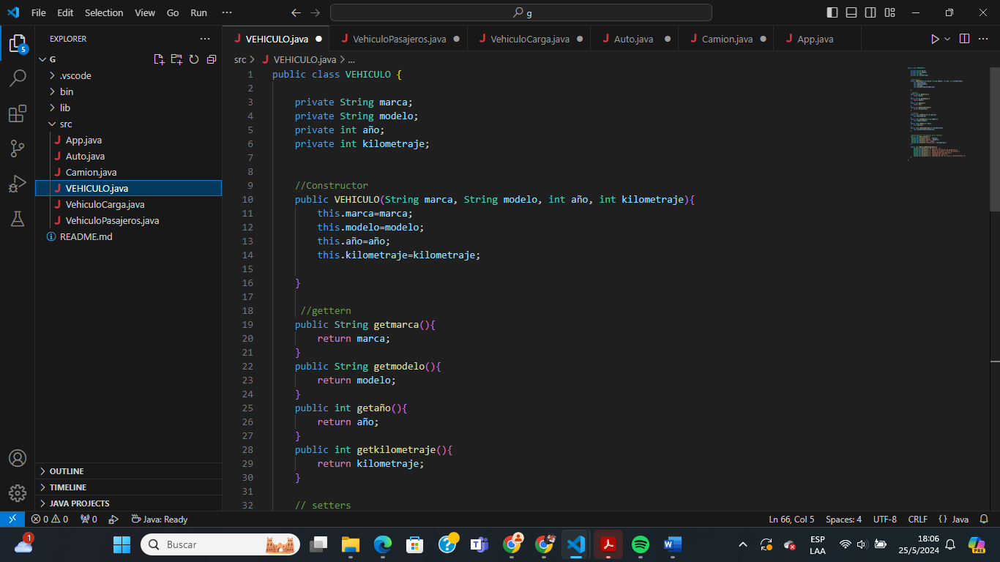 File Edit Selection View Go Run ··· g
EXPLORER ···
G
.vscode
bin
lib
src
App.java
Auto.java
Camion.java
VEHICULO.java
VehiculoCarga.java
VehiculoPasajeros.java
README.md
OUTLINE
TIMELINE
JAVA PROJECTS
5
VEHICULO.java VehiculoPasajeros.java VehiculoCarga.java Auto.java Camion.java App.java
src > VEHICULO.java > ...
1 public class VEHICULO {
2
3 private String marca;
4 private String modelo;
5 private int año;
6 private int kilometraje;
7
8
9 //Constructor
10 public VEHICULO(String marca, String modelo, int año, int kilometraje){
11 this.marca=marca;
12 this.modelo=modelo;
13 this.año=año;
14 this.kilometraje=kilometraje;
15
16 }
17
18 //gettern
19 public String getmarca(){
20 return marca;
21 }
22 public String getmodelo(){
23 return modelo;
24 }
25 public int getaño(){
26 return año;
27 }
28 public int getkilometraje(){
29 return kilometraje;
30 }
31
32 // setters
0 0 0 Java: Ready Ln 66, Col 5 Spaces: 4 UTF-8 CRLF {} Java
1 Buscar ESP 18:06
LAA 25/5/2024 PRE